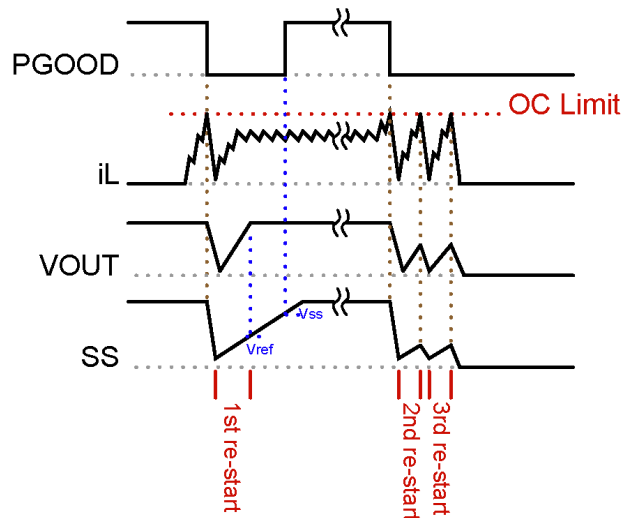 PGOOD
OC Limit
iL
VOUT
Vss
Vref
SS
1st re-start
2nd re-start
3rd re-start